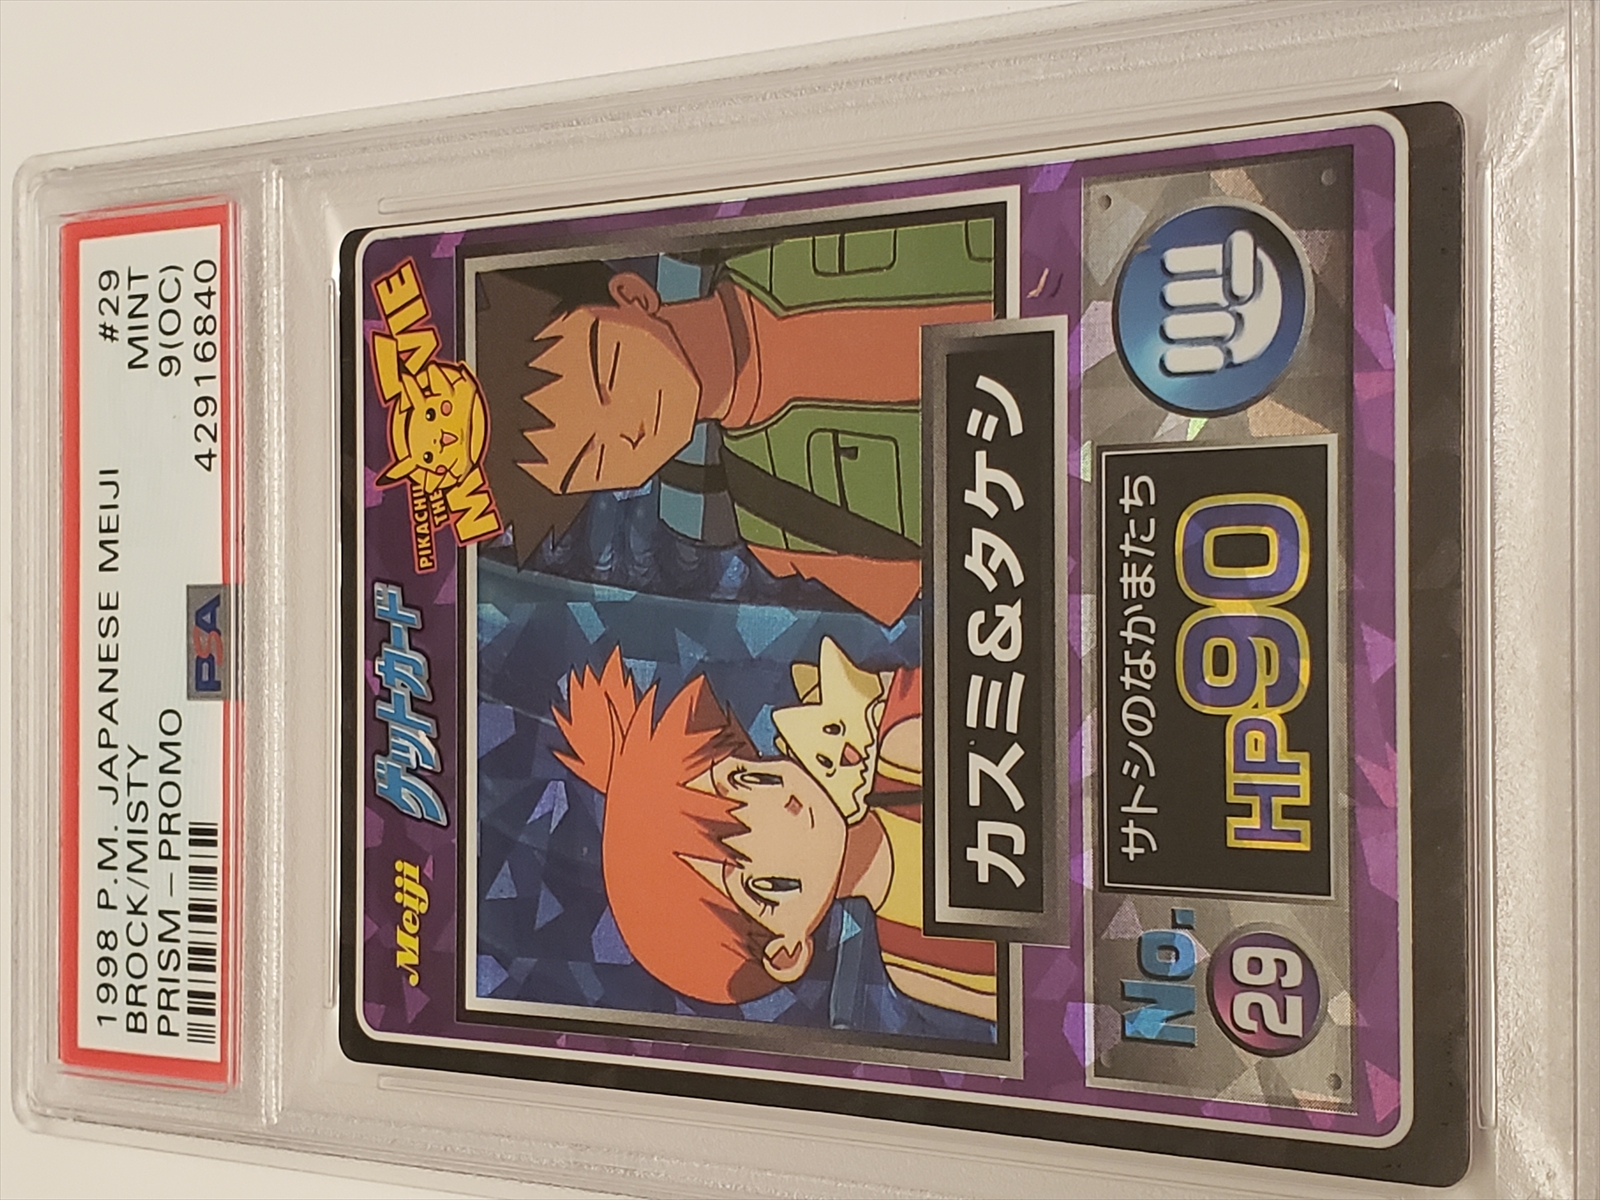 1998 P.M. JAPANESE MEIJI #29
BROCK/MISTY MINT
PRISM-PROMO 9(OC)
42916840
PSA
Meiji ゲットカード PIKACHU THE MOVIE
カスミ&タケシ
No. 29
サトシのなかまたち
HP90